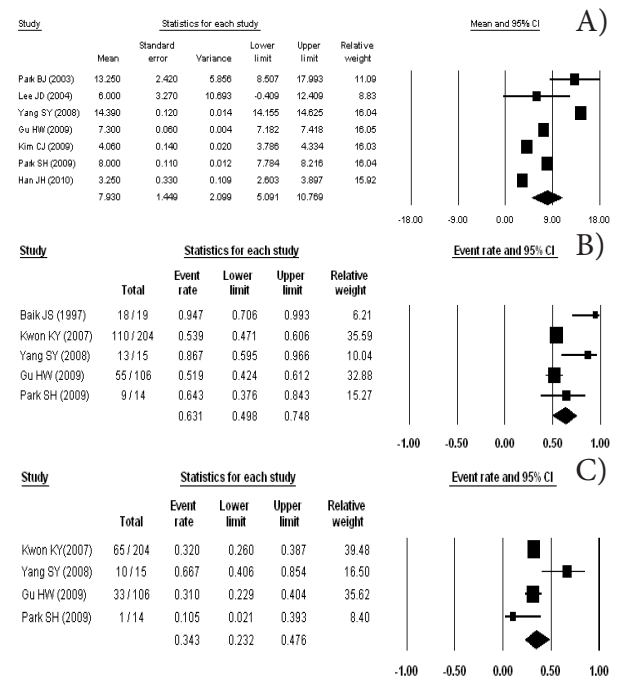 A)
Study Statistics for each study Mean and 95% CI
Mean Standard error Variance Lower limit Upper limit Relative weight
Park BJ (2003) 13.250 2.420 5.856 8.507 17.993 11.09
Lee JD (2004) 6.000 3.270 10.693 -0.409 12.409 8.83
Yang SY (2008) 14.390 0.120 0.014 14.155 14.625 16.04
Gu HW (2009) 7.300 0.060 0.004 7.182 7.418 16.05
Kim CJ (2009) 4.060 0.140 0.020 3.786 4.334 16.03
Park SH (2009) 8.000 0.110 0.012 7.784 8.216 16.04
Han JH (2010) 3.250 0.330 0.109 2.603 3.897 15.92
7.930 1.449 2.099 5.091 10.769
-18.00 -9.00 0.00 9.00 18.00
B)
Study Statistics for each study Event rate and 95% CI
Total Event rate Lower limit Upper limit Relative weight
Baik JS (1997) 18 / 19 0.947 0.706 0.993 6.21
Kwon KY (2007) 110 / 204 0.539 0.471 0.606 35.59
Yang SY (2008) 13 / 15 0.867 0.595 0.966 10.04
Gu HW (2009) 55 / 106 0.519 0.424 0.612 32.88
Park SH (2009) 9 / 14 0.643 0.376 0.843 15.27
0.631 0.498 0.748
-1.00 -0.50 0.00 0.50 1.00
C)
Study Statistics for each study Event rate and 95% CI
Total Event rate Lower limit Upper limit Relative weight
Kwon KY(2007) 65 / 204 0.320 0.260 0.387 39.48
Yang SY (2008) 10 / 15 0.667 0.406 0.854 16.50
Gu HW (2009) 33 / 106 0.310 0.229 0.404 35.62
Park SH (2009) 1 / 14 0.105 0.021 0.393 8.40
0.343 0.232 0.476
-1.00 -0.50 0.00 0.50 1.00